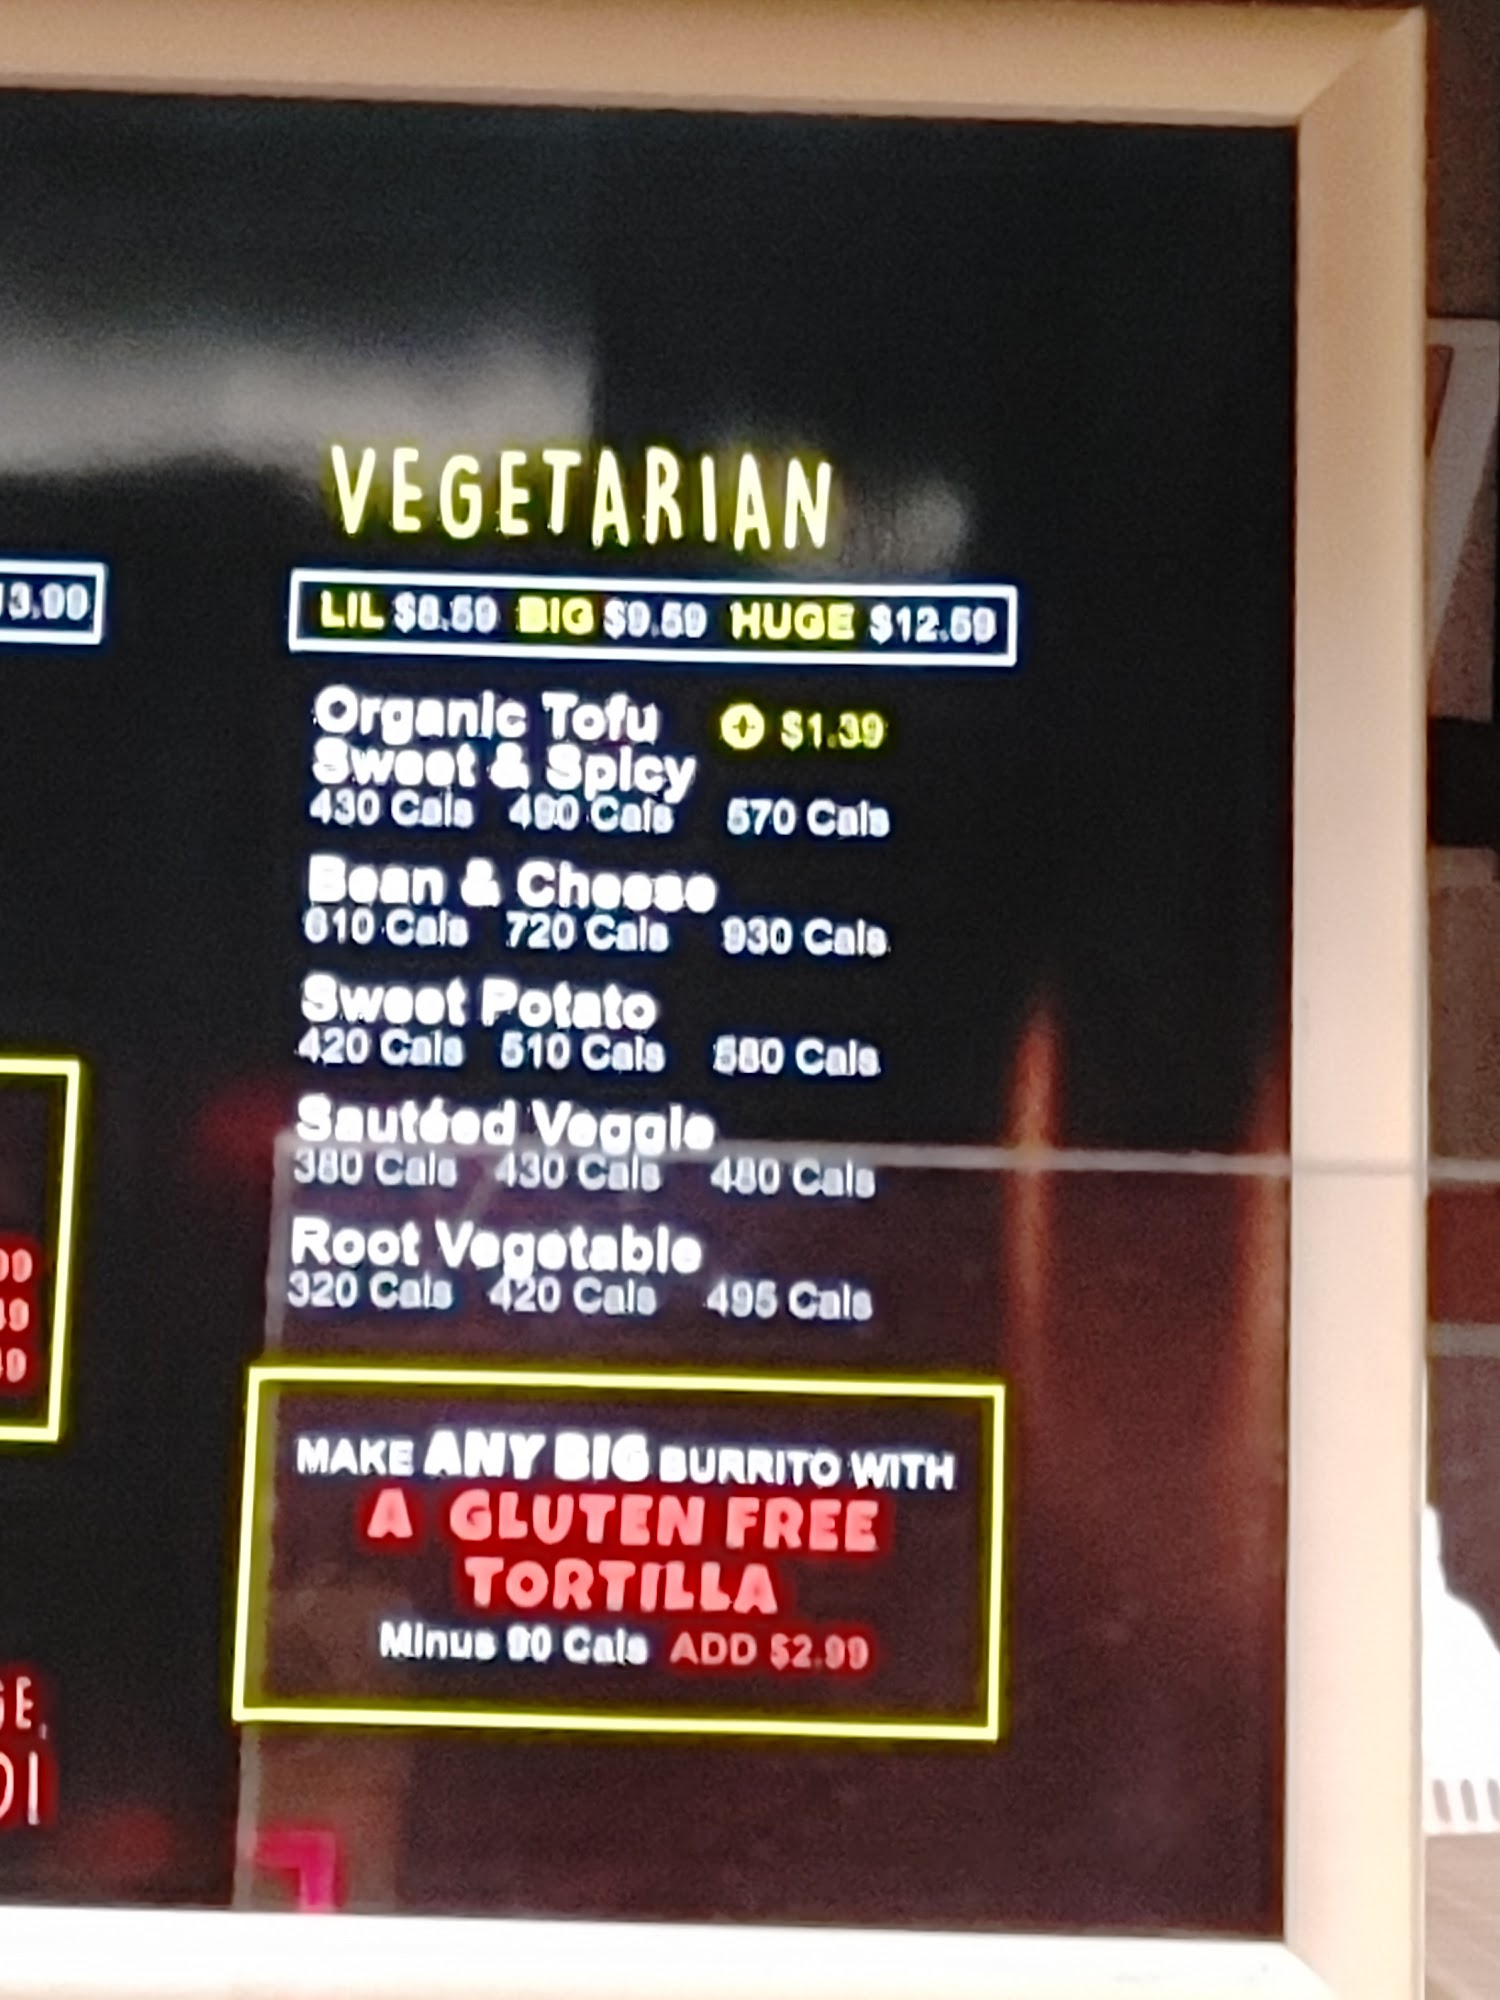 3.99
VEGETARIAN
LIL $8.59 BIG $9.59 HUGE $12.59
Organic Tofu + $1.39
Sweet & Spicy
430 Cals 490 Cals 570 Cals
Bean & Cheese
610 Cals 720 Cals 930 Cals
Sweet Potato
420 Cals 510 Cals 580 Cals
Sautéed Veggie
380 Cals 430 Cals 480 Cals
Root Vegetable
320 Cals 420 Cals 495 Cals
MAKE ANY BIG BURRITO WITH
A GLUTEN FREE
TORTILLA
Minus 90 Cals ADD $2.99